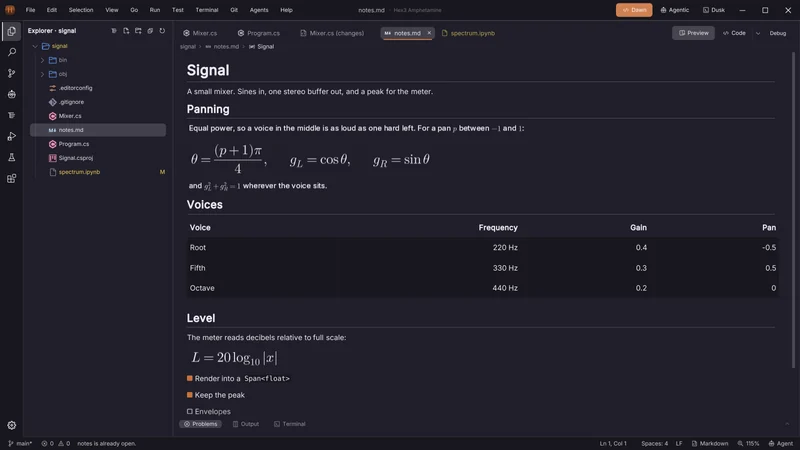 File Edit Selection View Go Run Test Terminal Git Agents Help
notes.md - Hex3 Ampnetamine
Dawn Agentic Dusk
Explorer - signal
signal
bin
obj
.editorconfig
.gitignore
Mixer.cs
notes.md
Program.cs
Signal.csproj
spectrum.ipynb M
Mixer.cs Program.cs Mixer.cs (changes) notes.md × spectrum.ipynb
Preview Code Debug
signal › notes.md › Signal
Signal
A small mixer. Sines in, one stereo buffer out, and a peak for the meter.
Panning
Equal power, so a voice in the middle is as loud as one hard left. For a pan p between −1 and 1:
θ = (p + 1)π / 4, g_L = cos θ, g_R = sin θ
and g_L² + g_R² = 1 wherever the voice sits.
Voices
Voice Frequency Gain Pan
Root 220 Hz 0.4 -0.5
Fifth 330 Hz 0.3 0.5
Octave 440 Hz 0.2 0
Level
The meter reads decibels relative to full scale:
L = 20 log₁₀ |x|
Render into a Span<float>
Keep the peak
Envelopes
Problems Output Terminal
main* 0 0 notes is already open.
Ln 1, Col 1 Spaces: 4 LF Markdown 115% Agent